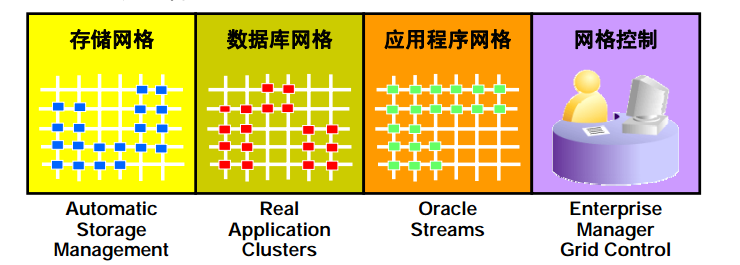 存储网格
数据库网格
应用程序网格
网格控制
Automatic
Storage
Management
Real
Application
Clusters
Oracle
Streams
Enterprise
Manager
Grid Control